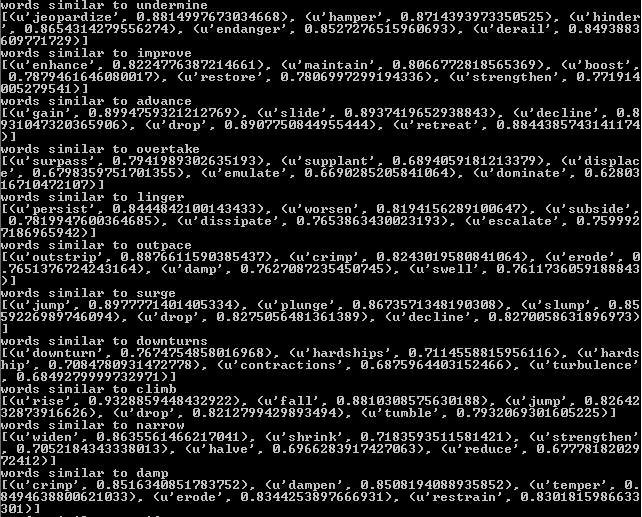 words similar to undermine
[(u'jeopardize', 0.8814997673034668), (u'hamper', 0.8714393973350525), (u'hinder
', 0.8654314279556274), (u'endanger', 0.8527276515960693), (u'derail', 0.8493883
609771729)]
words similar to improve
[(u'enhance', 0.8224776387214661), (u'maintain', 0.8066772818565369), (u'boost',
 0.7879461646080017), (u'restore', 0.7806997299194336), (u'strengthen', 0.771914
005279541)]
words similar to advance
[(u'gain', 0.8994759321212769), (u'slide', 0.8937419652938843), (u'decline', 0.8
931047320365906), (u'drop', 0.8907750844955444), (u'retreat', 0.8844385743141174
)]
words similar to overtake
[(u'surpass', 0.7941989302635193), (u'supplant', 0.6894059181213379), (u'displac
e', 0.6798359751701355), (u'emulate', 0.6690285205841064), (u'dominate', 0.62803
16710472107)]
words similar to linger
[(u'persist', 0.8444842100143433), (u'worsen', 0.8194156289100647), (u'subside',
 0.7819947600364685), (u'dissipate', 0.7653863430023193), (u'escalate', 0.759992
7186965942)]
words similar to outpace
[(u'outstrip', 0.8876611590385437), (u'crimp', 0.8243019580841064), (u'erode', 0
.7651376724243164), (u'damp', 0.7627087235450745), (u'swell', 0.7611736059188843
)]
words similar to surge
[(u'jump', 0.8977771401405334), (u'plunge', 0.8673571348190308), (u'slump', 0.85
59226989746094), (u'drop', 0.8275056481361389), (u'decline', 0.8270058631896973)
]
words similar to downturns
[(u'downturn', 0.7674754858016968), (u'hardships', 0.7114558815956116), (u'hards
hip', 0.7084780931472778), (u'contractions', 0.6875964403152466), (u'turbulence'
, 0.6849279999732971)]
words similar to climb
[(u'rise', 0.9328859448432922), (u'fall', 0.8810308575630188), (u'jump', 0.82642
32873916626), (u'drop', 0.8212799429893494), (u'tumble', 0.7932069301605225)]
words similar to narrow
[(u'widen', 0.8635561466217041), (u'shrink', 0.7183593511581421), (u'strengthen'
, 0.7052184343338013), (u'halve', 0.6966283917427063), (u'reduce', 0.67778182029
72412)]
words similar to damp
[(u'crimp', 0.8516340851783752), (u'dampen', 0.8508194088935852), (u'temper', 0.
8494638800621033), (u'erode', 0.8344253897666931), (u'restrain', 0.8301815986633
301)]